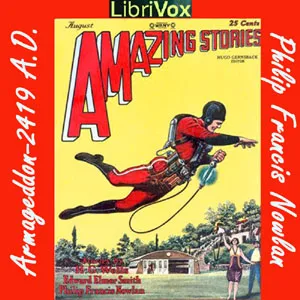 LibriVox
August
25 Cents
AMAZING STORIES
HUGO GERNSBACK
EDITOR
H.G. Wells
Edward Elmer Smith
Philip Francis Nowlan
Armageddon-2419 A.D.
Philip Francis Nowlan